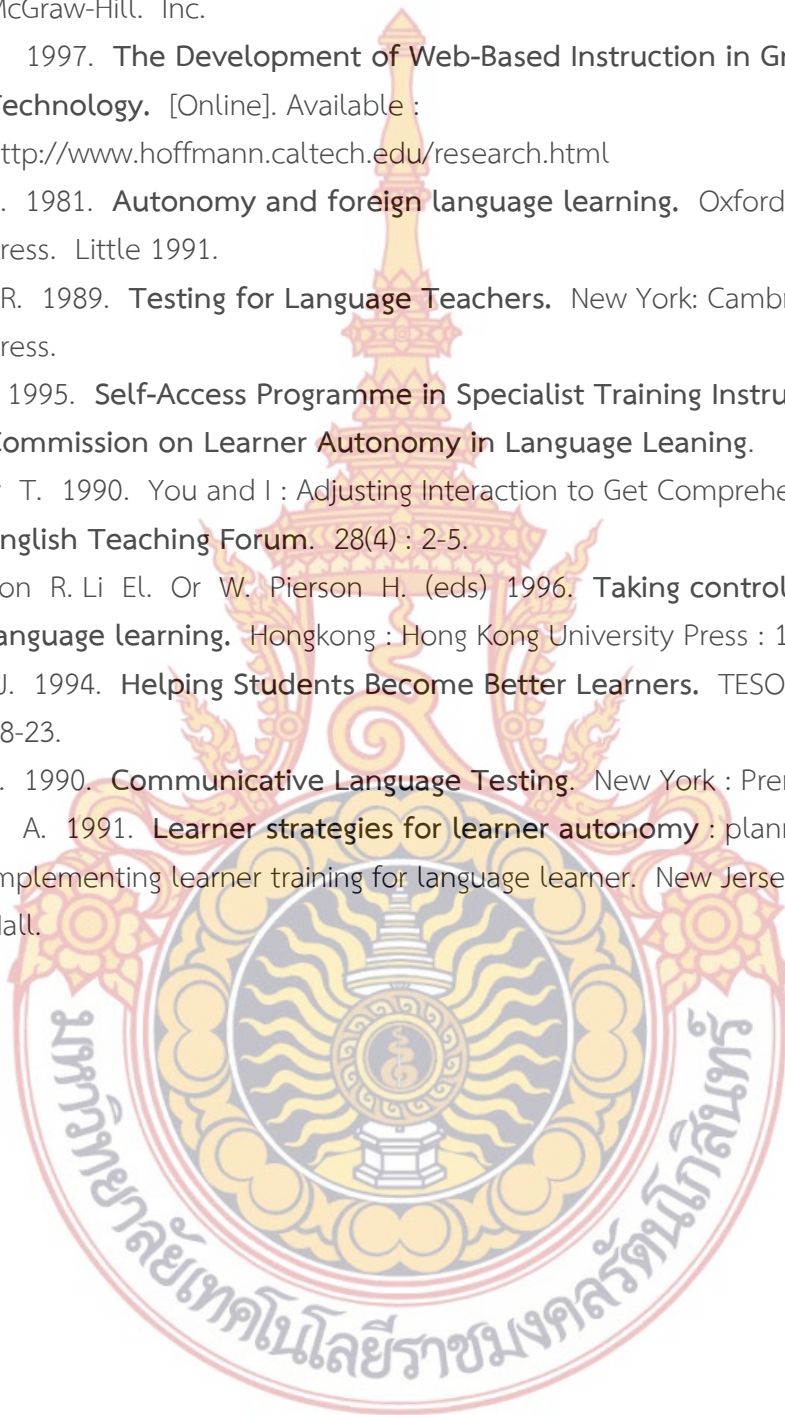 McGraw-Hill. Inc.
1997. The Development of Web-Based Instruction in Gr
Technology. [Online]. Available :
ttp://www.hoffmann.caltech.edu/research.html
. 1981. Autonomy and foreign language learning. Oxford
ress. Little 1991.
R. 1989. Testing for Language Teachers. New York: Cambr
ress.
1995. Self-Access Programme in Specialist Training Instru
Commission on Learner Autonomy in Language Leaning.
T. 1990. You and I : Adjusting Interaction to Get Comprehe
nglish Teaching Forum. 28(4) : 2-5.
on R. Li El. Or W. Pierson H. (eds) 1996. Taking control
anguage learning. Hongkong : Hong Kong University Press : 1
J. 1994. Helping Students Become Better Learners. TESO
8-23.
. 1990. Communicative Language Testing. New York : Pren
A. 1991. Learner strategies for learner autonomy : plann
mplementing learner training for language learner. New Jerse
Hall.
มหาวิทยาลัยเทคโนโลยีราชมงคลรัตนโกสินทร์